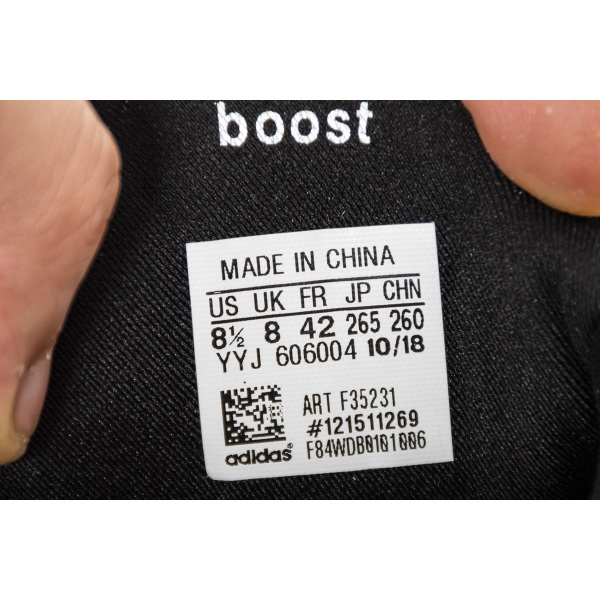 boost
MADE IN CHINA
US UK FR JP CHN
8½ 8 42 265 260
YYJ 606004 10/18
ART F35231
#121511269
adidas® F84WDB0101006